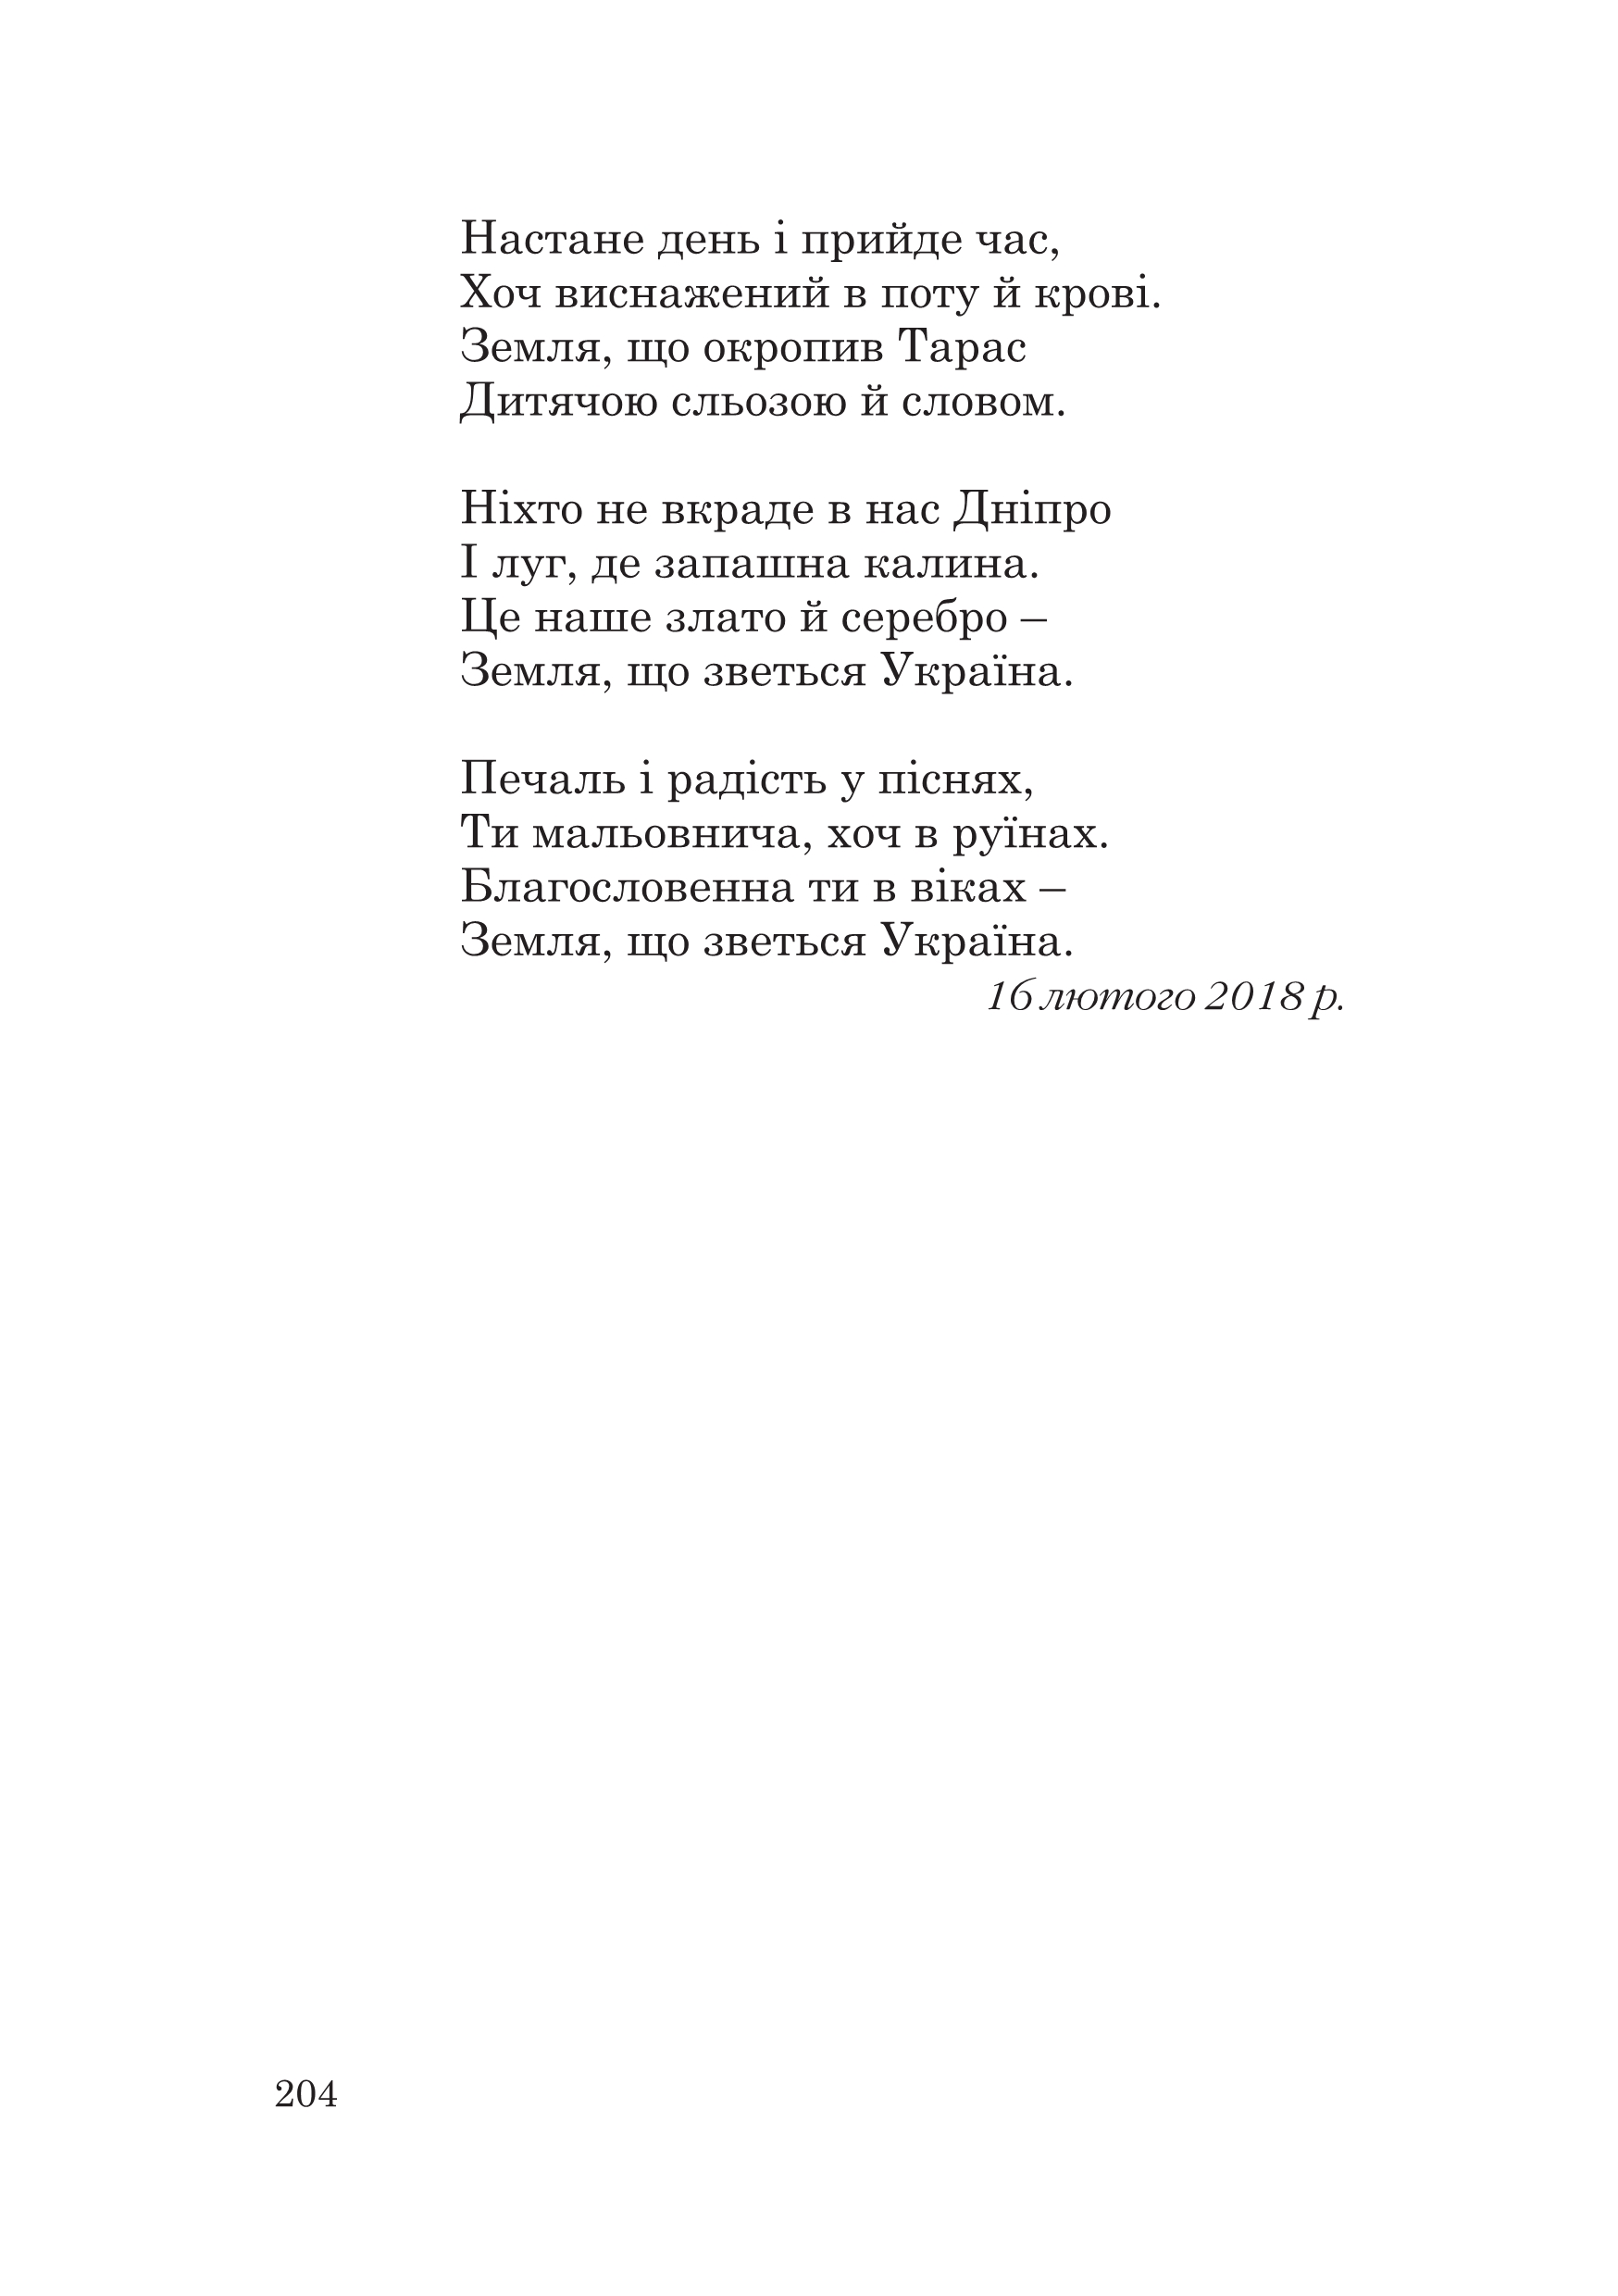 Настане день і прийде час,
Хоч виснажений в поту й крові.
Земля, що окропив Тарас
Дитячою сльозою й словом.
Ніхто не вкраде в нас Дніпро
І луг, де запашна калина.
Це наше злато й серебро –
Земля, що зветься Україна.
Печаль і радість у піснях,
Ти мальовнича, хоч в руїнах.
Благословенна ти в віках –
Земля, що зветься Україна.
16 лютого 2018 р.
204